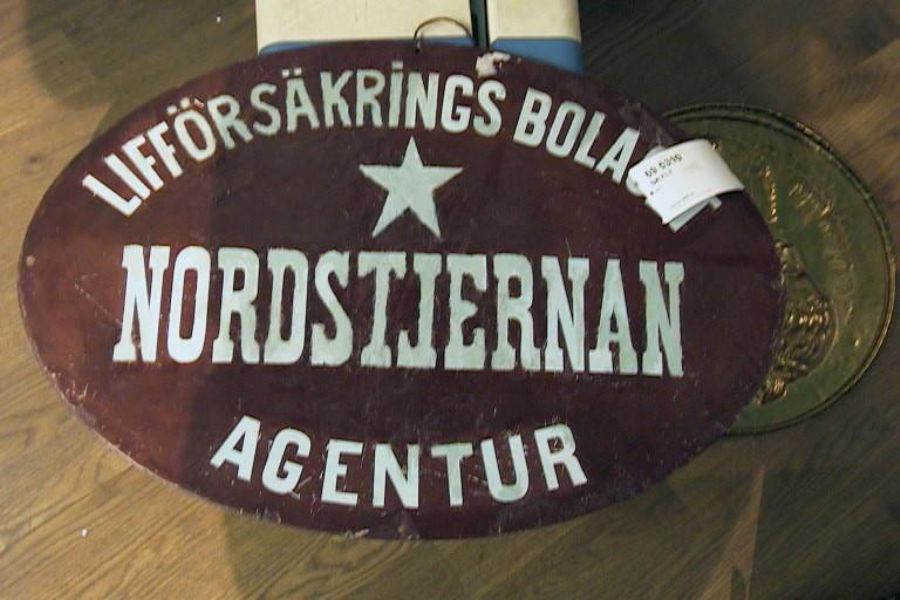 LIFFÖRSÄKRINGS BOLAG
NORDSTJERNAN
AGENTUR